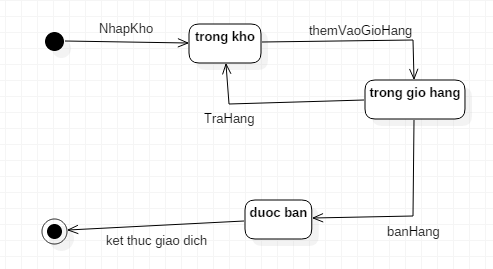 NhapKho
trong kho
themVaoGioHang
trong gio hang
TraHang
duoc ban
banHang
ket thuc giao dich